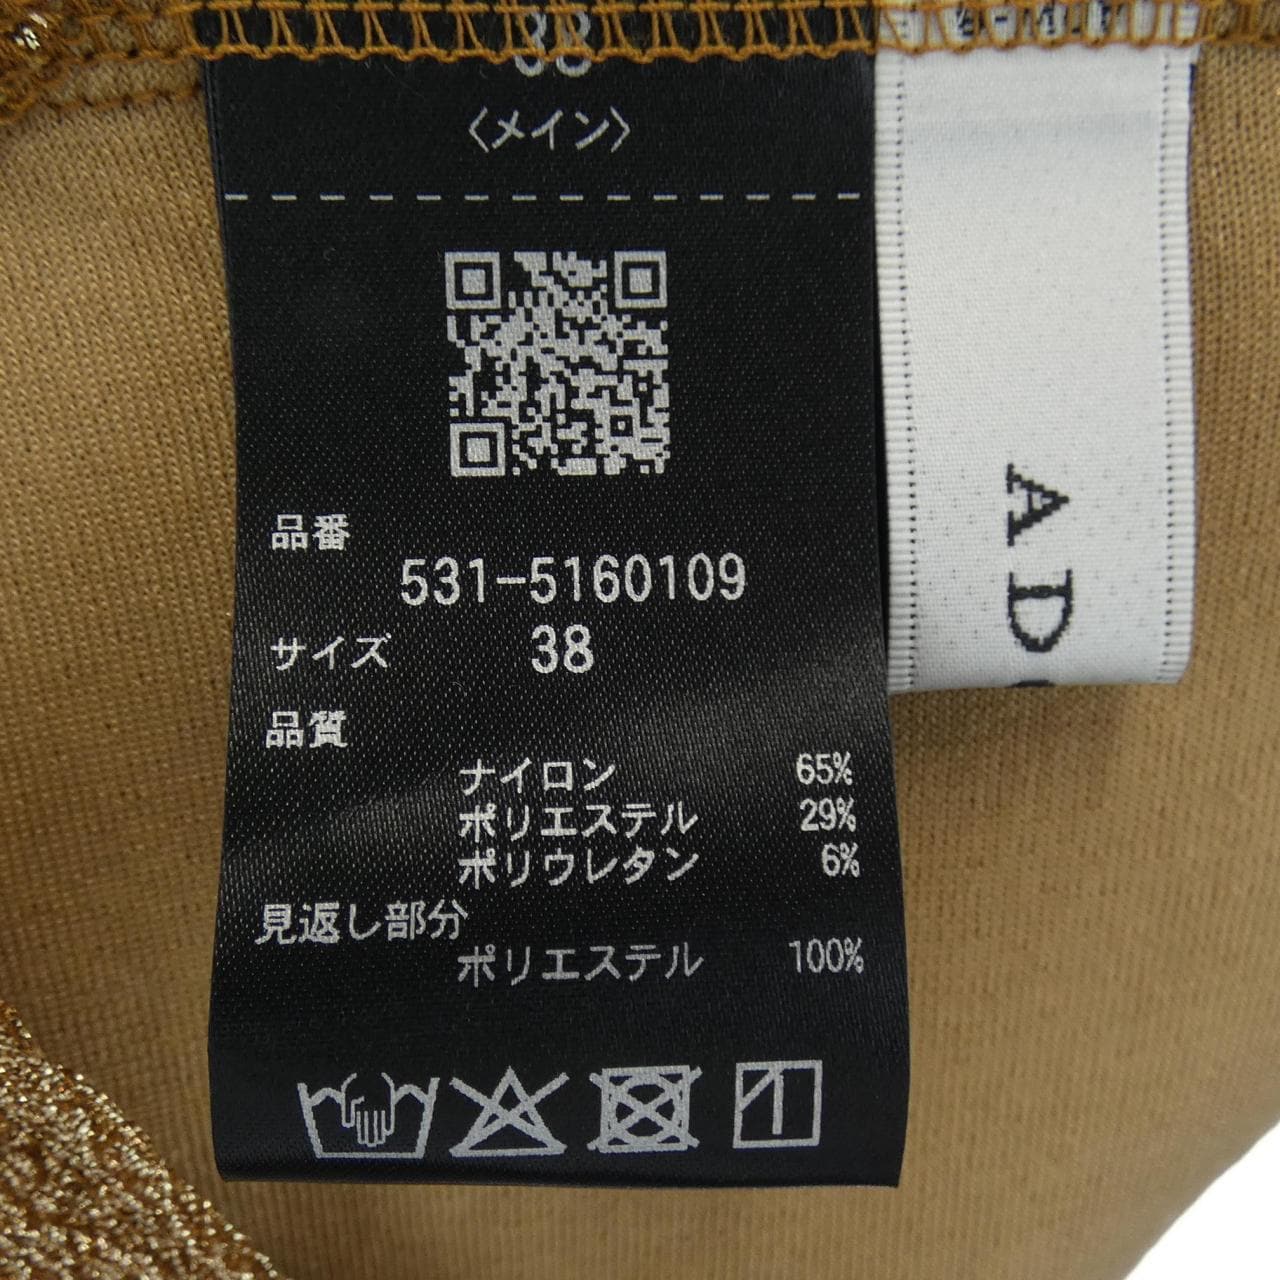 38
〈メイン〉
品番
531-5160109
サイズ 38
品質
ナイロン 65%
ポリエステル 29%
ポリウレタン 6%
見返し部分
ポリエステル 100%
AD